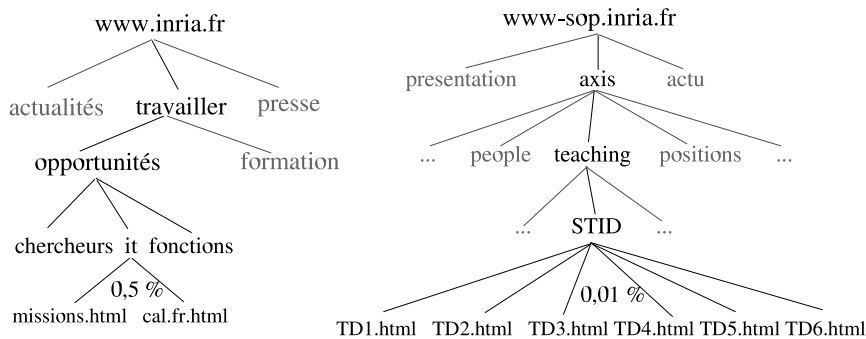 www.inria.fr
actualités travailler presse
opportunités formation
chercheurs it fonctions
0,5 %
missions.html cal.fr.html
www-sop.inria.fr
presentation axis actu
... people teaching positions ...
... STID ...
0,01 %
TD1.html TD2.html TD3.html TD4.html TD5.html TD6.html